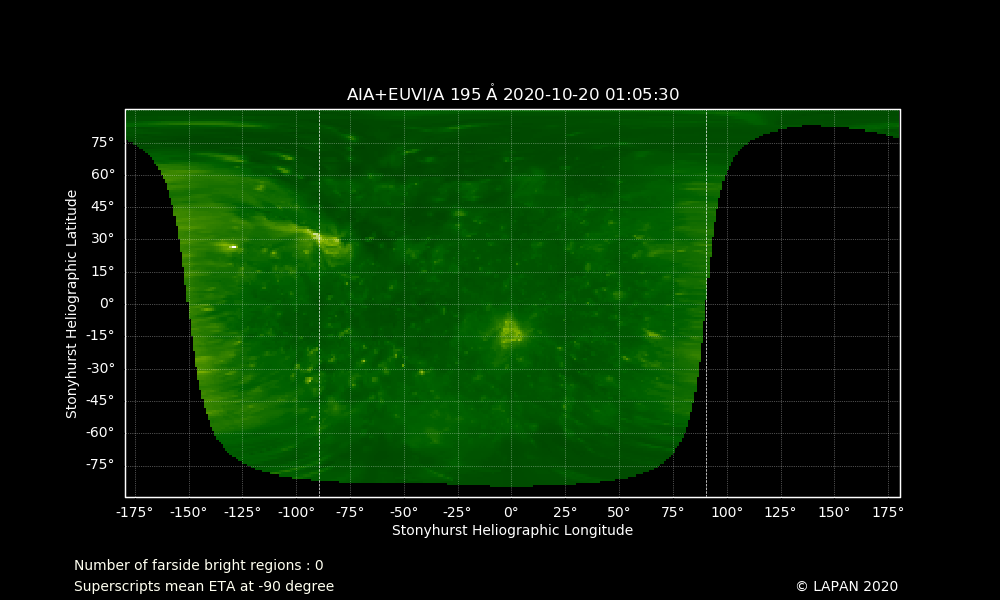 AIA+EUVI/A 195 Å 2020-10-20 01:05:30
75°
60°
45°
30°
15°
0°
-15°
-30°
-45°
-60°
-75°
Stonyhurst Heliographic Latitude
-175° -150° -125° -100° -75° -50° -25° 0° 25° 50° 75° 100° 125° 150° 175°
Stonyhurst Heliographic Longitude
Number of farside bright regions : 0
Superscripts mean ETA at -90 degree
© LAPAN 2020